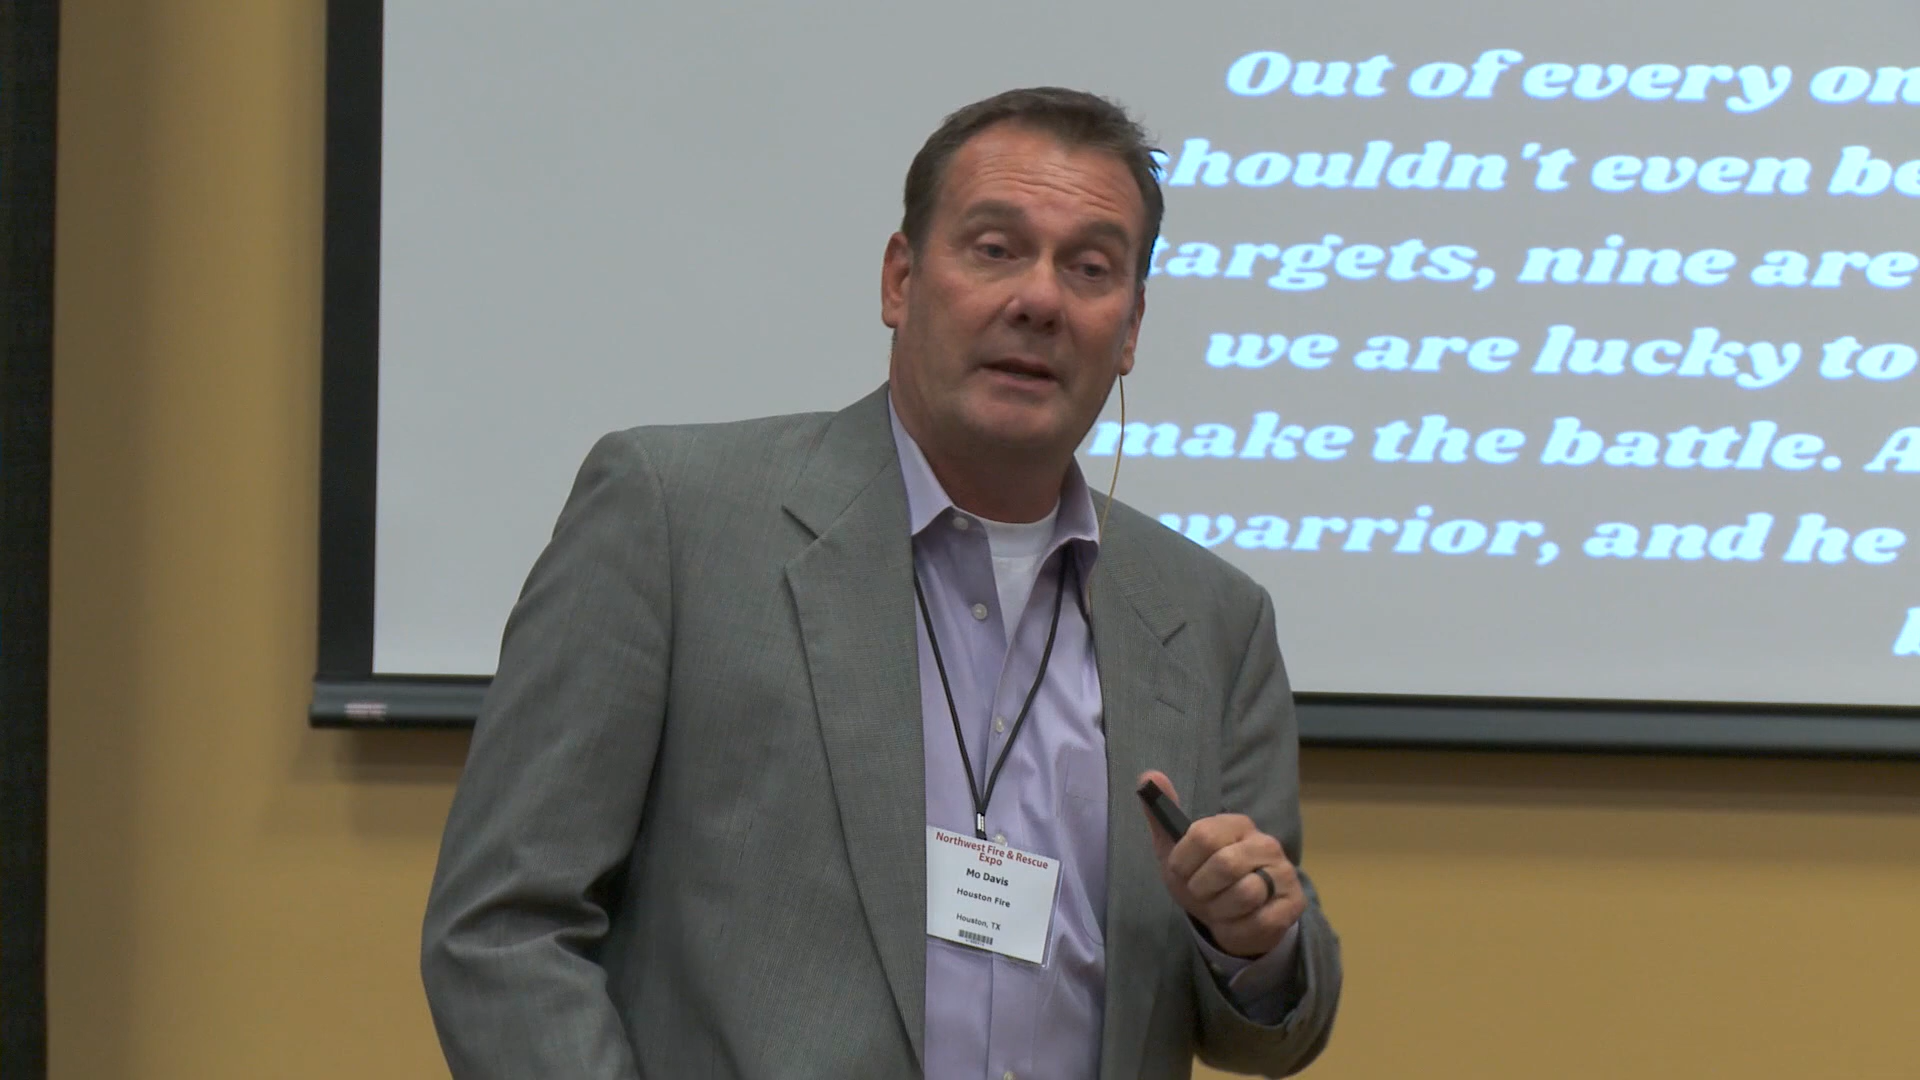 Out of every
shouldn't even be
targets, nine are
we are lucky to
make the battle. A
warrior, and he
Northwest Fire & Rescue
Expo
Mo Davis
Houston Fire
Houston, TX